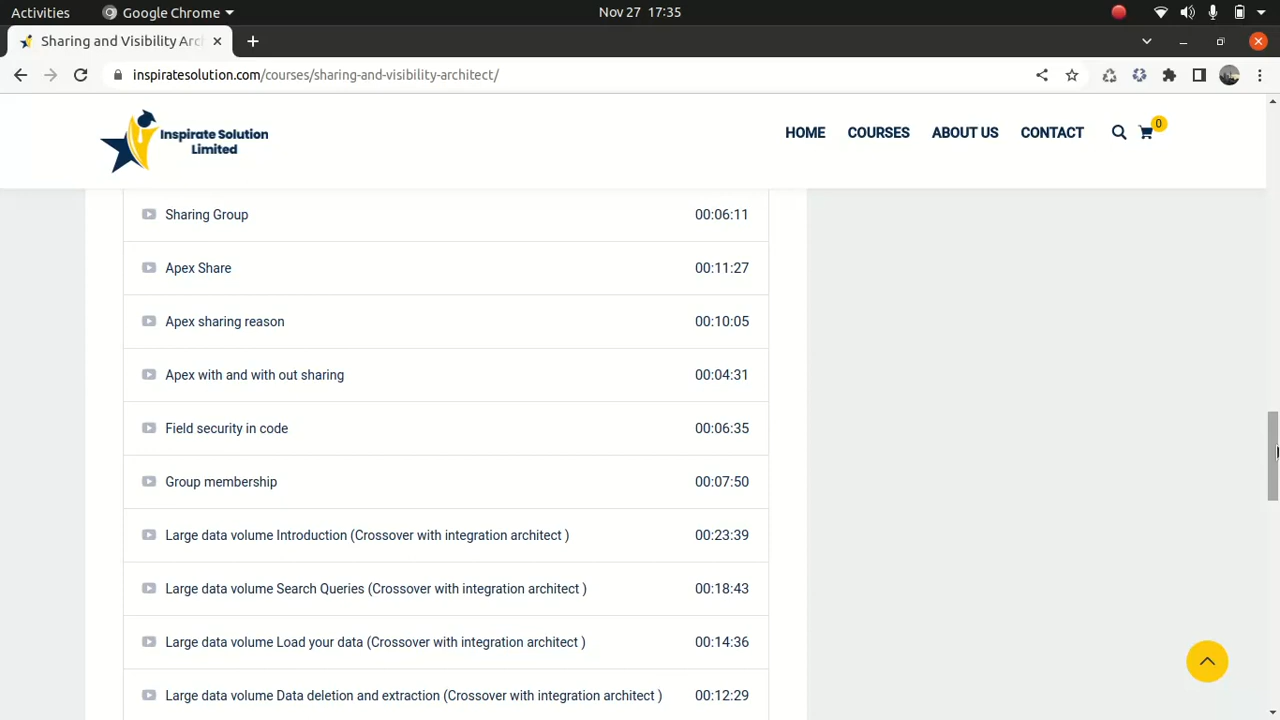 Activities
Google Chrome
Nov 27 17:35
Sharing and Visibility Arc
inspiratesolution.com/courses/sharing-and-visibility-architect/
Inspirate Solution
Limited
HOME
COURSES
ABOUT US
CONTACT
0
Sharing Group 00:06:11
Apex Share 00:11:27
Apex sharing reason 00:10:05
Apex with and with out sharing 00:04:31
Field security in code 00:06:35
Group membership 00:07:50
Large data volume Introduction (Crossover with integration architect ) 00:23:39
Large data volume Search Queries (Crossover with integration architect ) 00:18:43
Large data volume Load your data (Crossover with integration architect ) 00:14:36
Large data volume Data deletion and extraction (Crossover with integration architect ) 00:12:29